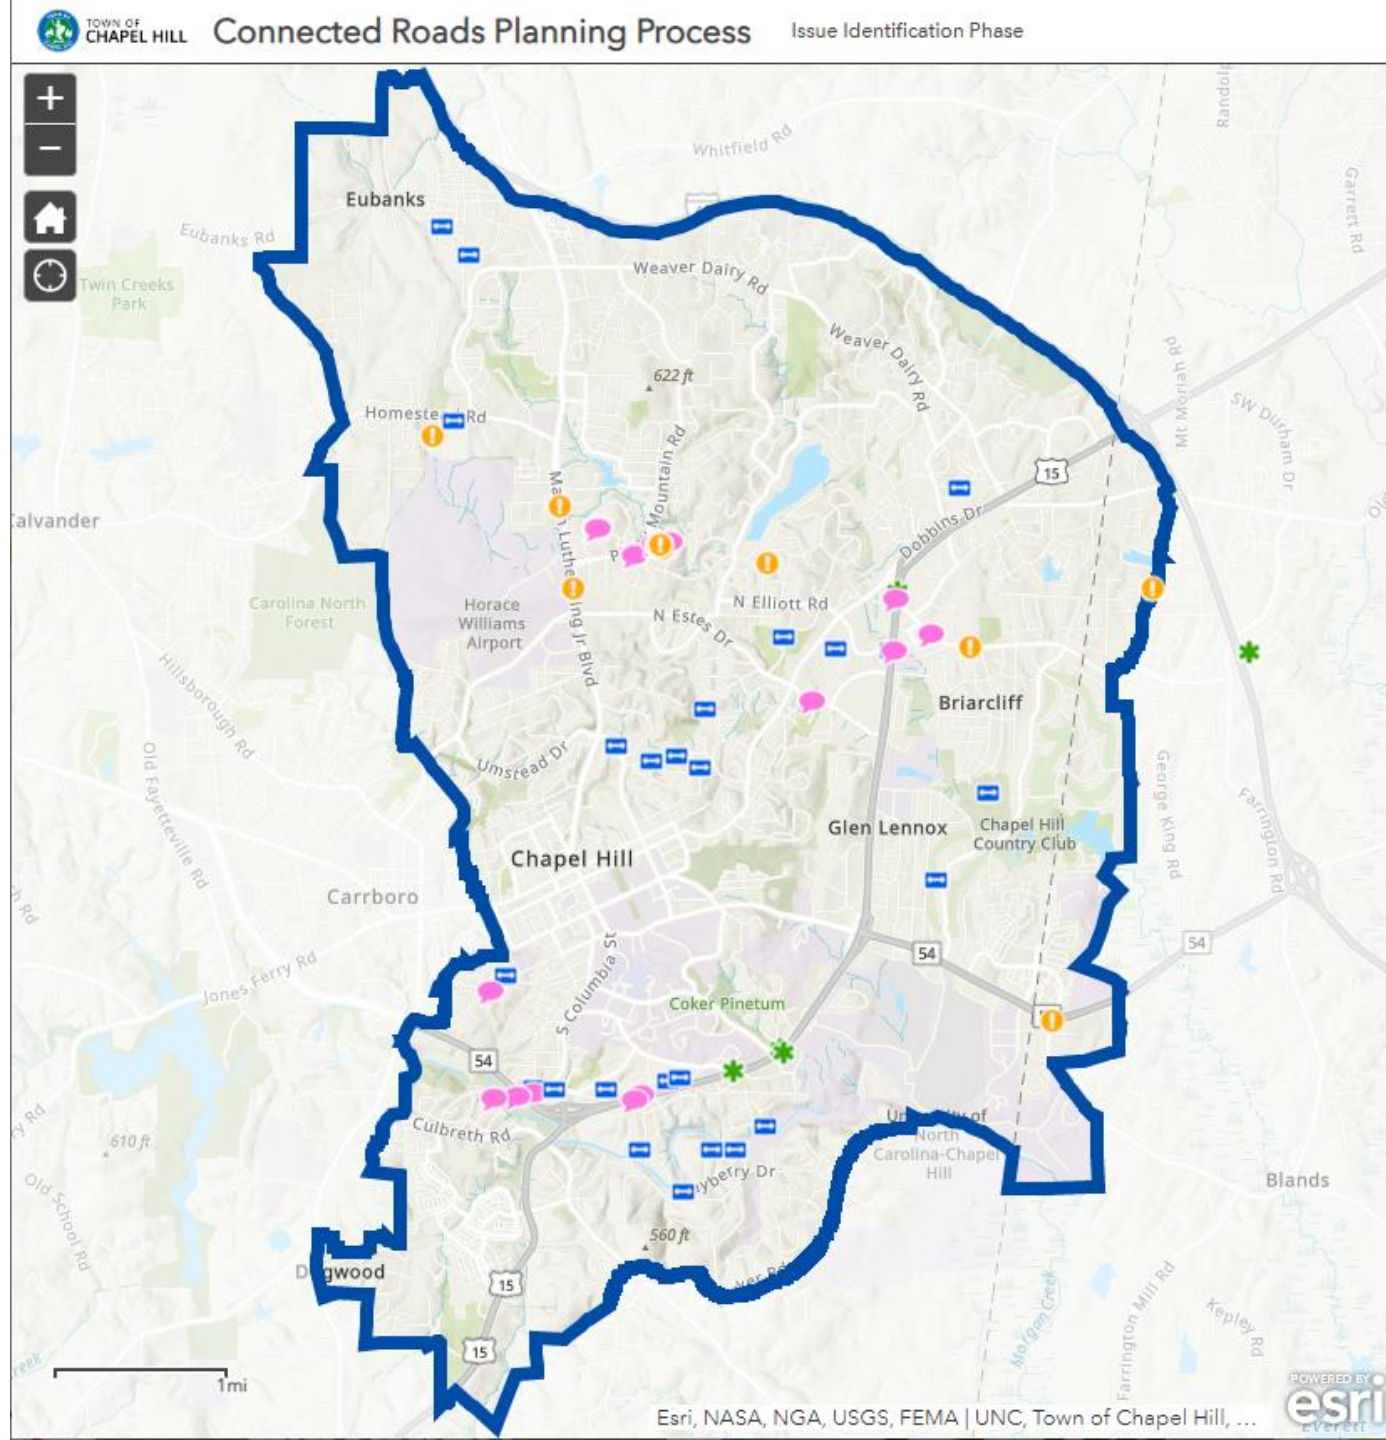 TOWN OF
CHAPEL HILL
Connected Roads Planning Process
Issue Identification Phase
Whitfield Rd
Garrett Rd
Eubanks
Eubanks Rd
Twin Creeks
Park
Weaver Dairy Rd
Weaver Dairy Rd
622 ft
Mt Moriah Rd
SW Durham Dr
Rd
Mountain Rd
15
Dobbins Dr
Carolina North
Forest
Horace
Williams
Airport
N Estes Dr
N Elliott Rd
Hillsborough Rd
Briarcliff
Umstead Dr
Old Fayetteville Rd
George King Rd
Farrington Rd
Glen Lennox
Chapel Hill
Country Club
Chapel Hill
Carrboro
54
54
Jones Ferry Rd
S Columbia St
Coker Pinetum
54
Culbreth Rd
610 ft
North
Carolina-Chapel
Hill
Old School Rd
Blands
560 ft
15
15
Morgan Creek
Farrington Mill Rd
Kepley Rd
1mi
POWERED BY
esri
Esri, NASA, NGA, USGS, FEMA | UNC, Town of Chapel Hill, ...
Everett